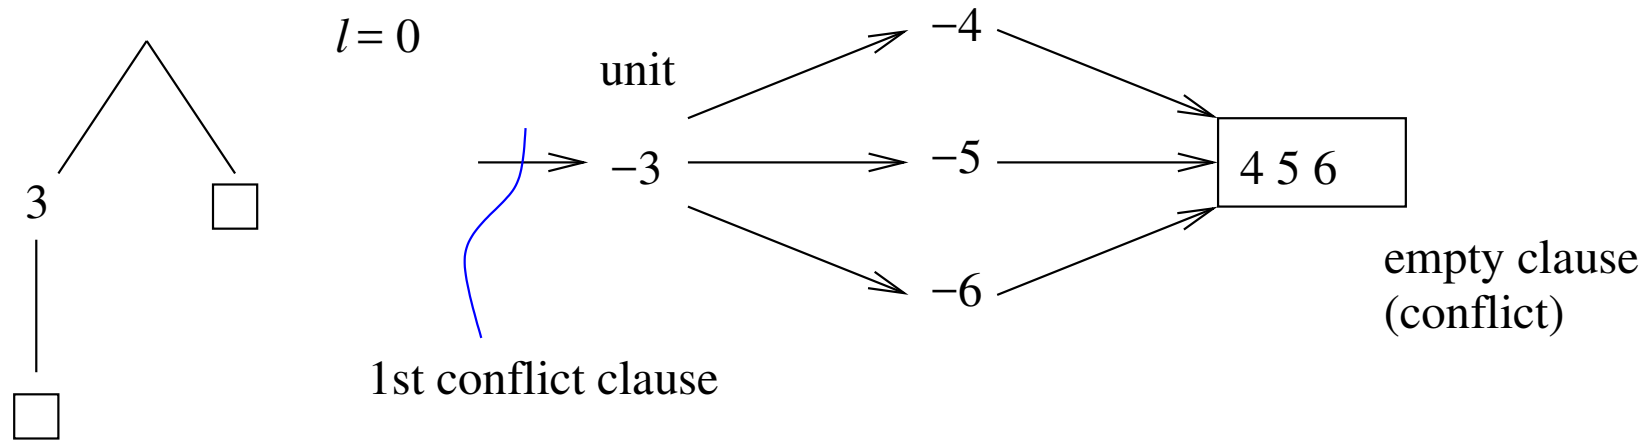 l = 0
unit
3
−3
−4
−5
−6
4 5 6
empty clause
(conflict)
1st conflict clause